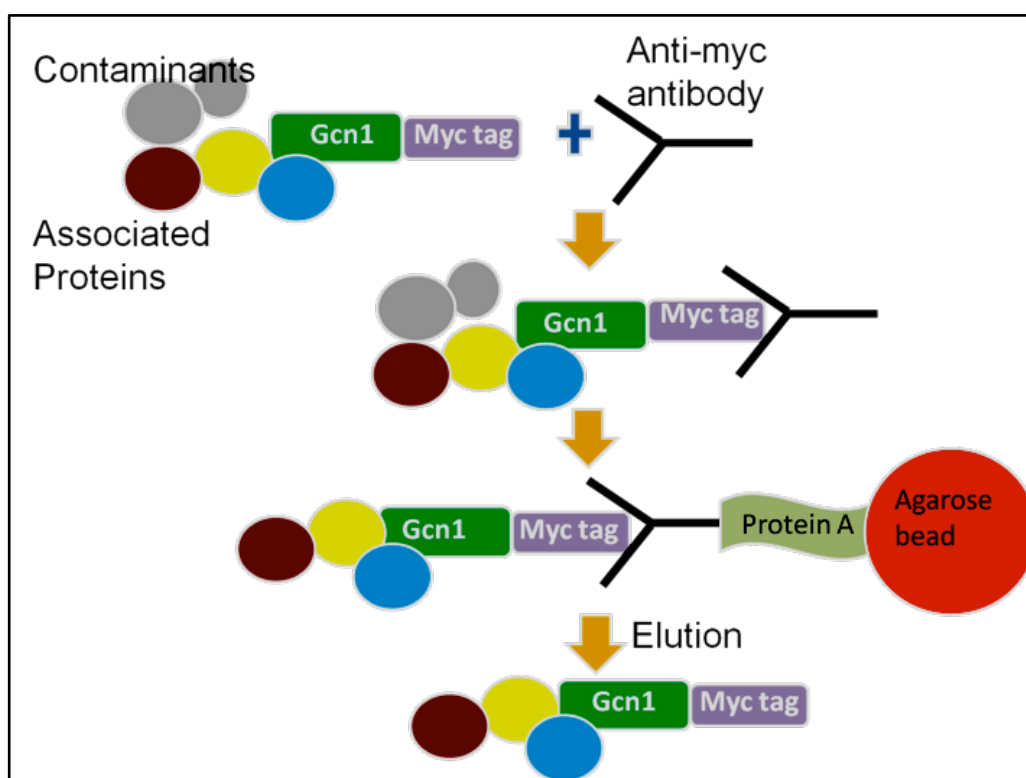 Contaminants
Anti-myc
antibody
Gcn1
Myc tag
Associated
Proteins
Gcn1
Myc tag
Gcn1
Myc tag
Protein A
Agarose
bead
Elution
Gcn1
Myc tag